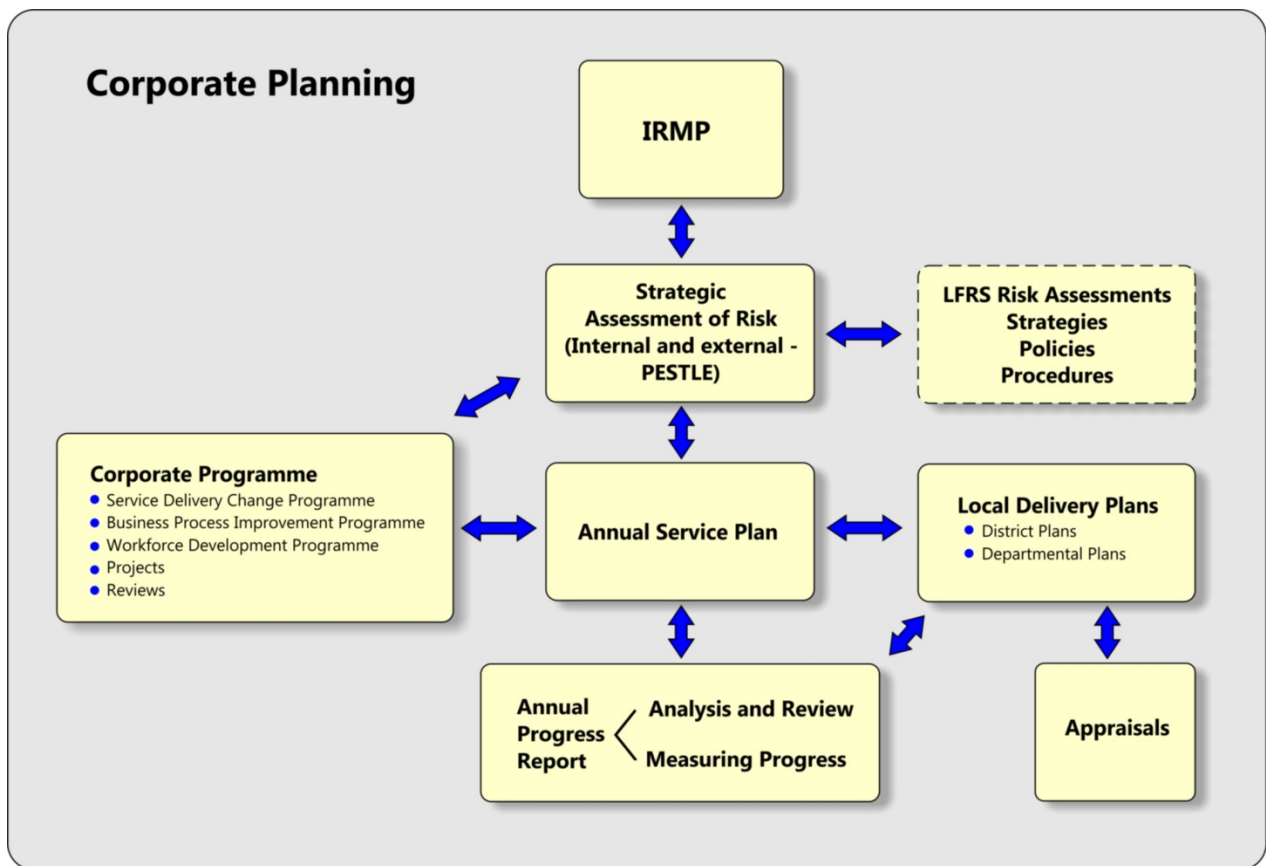 Corporate Planning
IRMP
Strategic
Assessment of Risk
(Internal and external -
PESTLE)
LFRS Risk Assessments
Strategies
Policies
Procedures
Corporate Programme
Service Delivery Change Programme
Business Process Improvement Programme
Workforce Development Programme
Projects
Reviews
Annual Service Plan
Local Delivery Plans
District Plans
Departmental Plans
Annual
Progress
Report
Analysis and Review
Measuring Progress
Appraisals